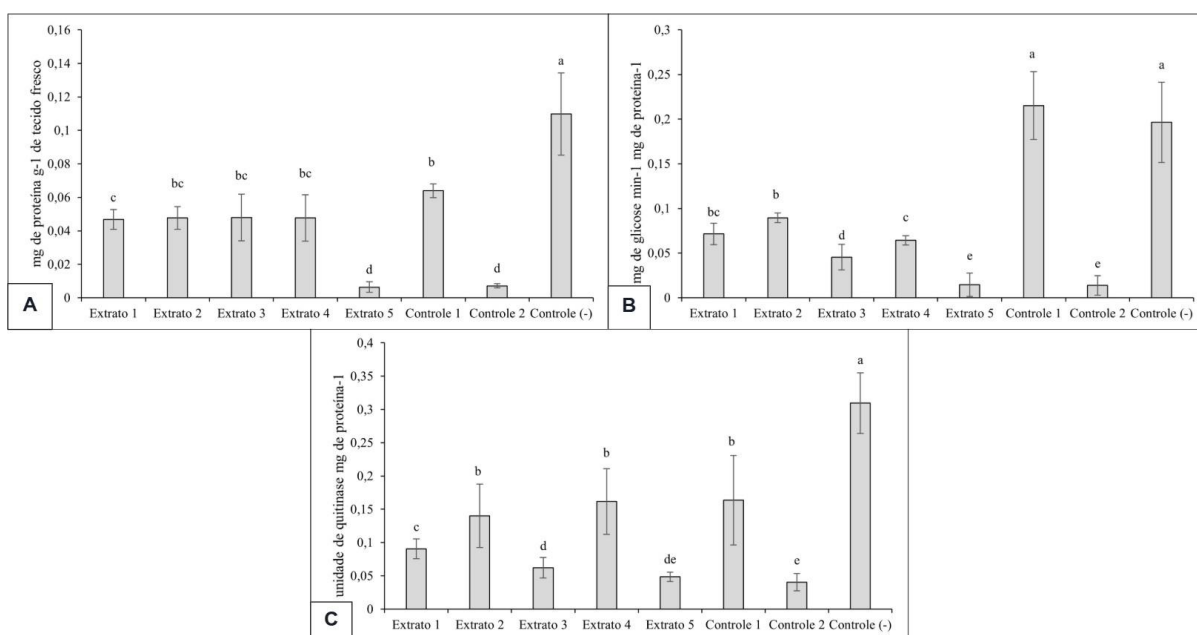 mg de proteína g-1 de tecido fresco
0,16
0,14
0,12
0,1
0,08
0,06
0,04
0,02
0
c
bc
bc
bc
d
b
d
a
Extrato 1 Extrato 2 Extrato 3 Extrato 4 Extrato 5 Controle 1 Controle 2 Controle (-)
A
mg de glicose min-1 mg de proteína-1
0,3
0,25
0,2
0,15
0,1
0,05
0
bc
b
d
c
e
a
e
a
Extrato 1 Extrato 2 Extrato 3 Extrato 4 Extrato 5 Controle 1 Controle 2 Controle (-)
B
unidade de quitinase mg de proteína-1
0,4
0,35
0,3
0,25
0,2
0,15
0,1
0,05
0
c
b
d
b
de
b
e
a
Extrato 1 Extrato 2 Extrato 3 Extrato 4 Extrato 5 Controle 1 Controle 2 Controle (-)
C